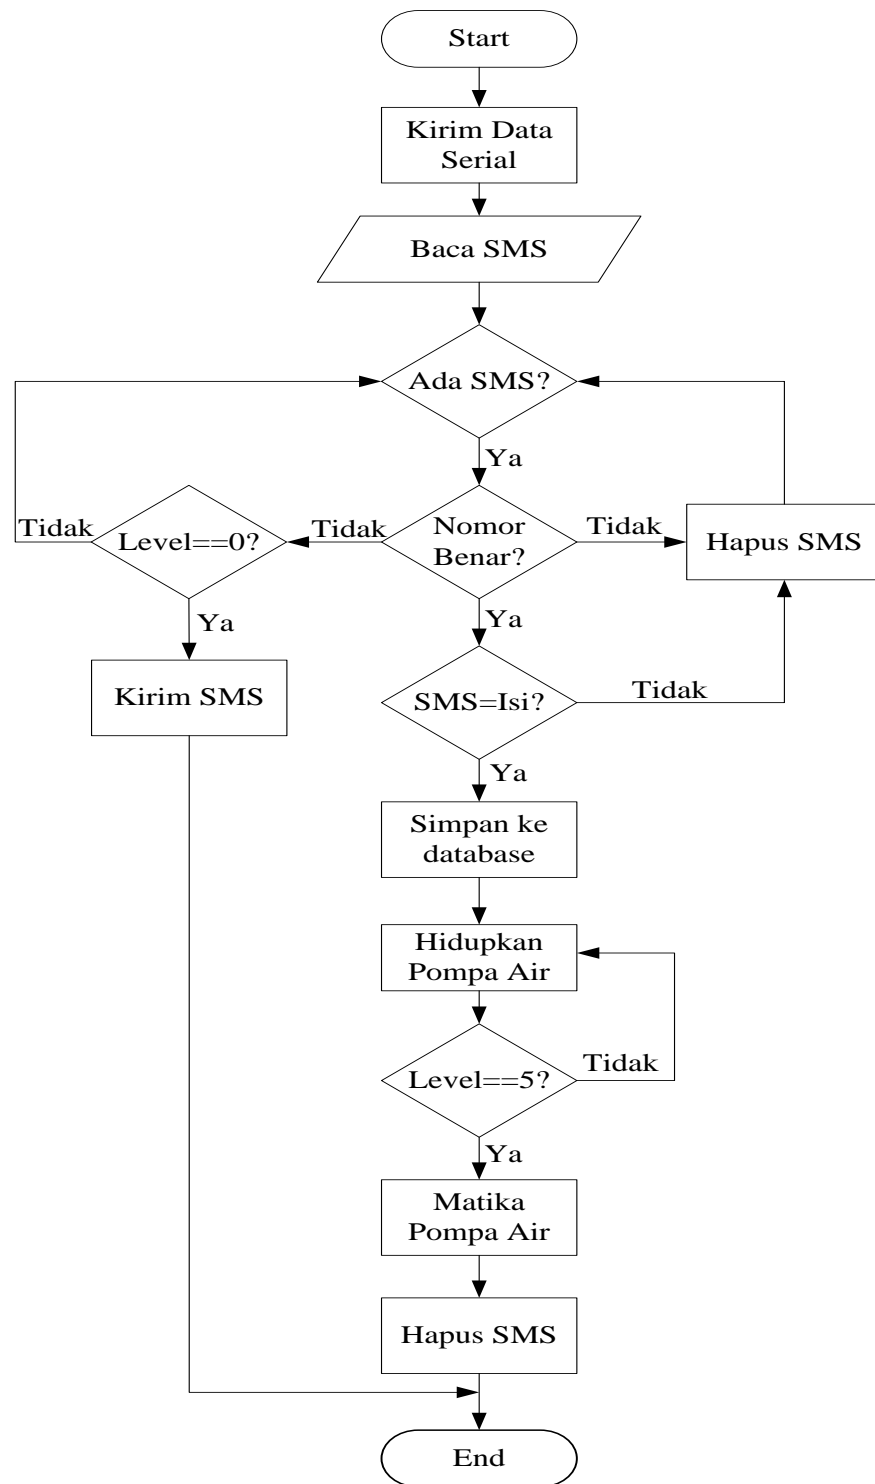 Start
Kirim Data
Serial
Baca SMS
Ada SMS?
Ya
Tidak
Level==0?
Tidak
Nomor
Benar?
Tidak
Hapus SMS
Ya
Ya
Kirim SMS
SMS=Isi?
Tidak
Ya
Simpan ke
database
Hidupkan
Pompa Air
Level==5?
Tidak
Ya
Matika
Pompa Air
Hapus SMS
End